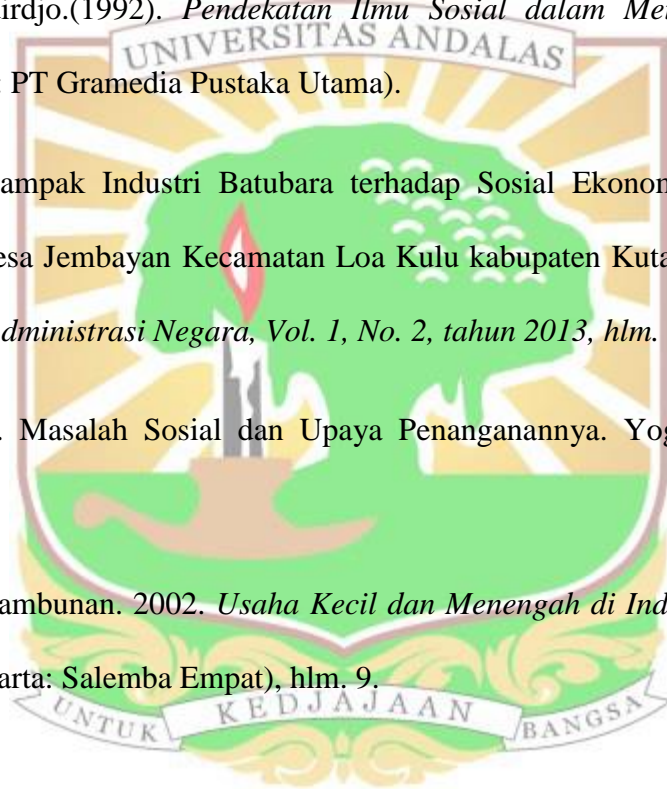 airdjo.(1992). Pendekatan Ilmu Sosial dalam Me
UNIVERSITAS ANDALAS
PT Gramedia Pustaka Utama).
ampak Industri Batubara terhadap Sosial Ekonom
esa Jembayan Kecamatan Loa Kulu kabupaten Kuta
dministrasi Negara, Vol. 1, No. 2, tahun 2013, hlm.
. Masalah Sosial dan Upaya Penanganannya. Yog
ambunan. 2002. Usaha Kecil dan Menengah di Ind
arta: Salemba Empat), hlm. 9.
UNTUK KEDJAJAAN BANGSA